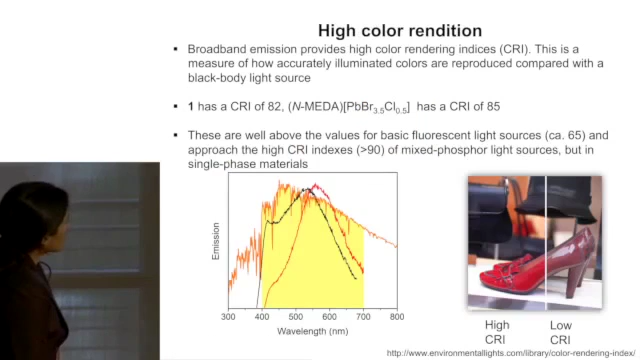 High color rendition
▪ Broadband emission provides high color rendering indices (CRI). This is a
measure of how accurately illuminated colors are reproduced compared with a
black-body light source
▪ 1 has a CRI of 82, (N-MEDA)[PbBr3.5Cl0.5] has a CRI of 85
▪ These are well above the values for basic fluorescent light sources (ca. 65) and
approach the high CRI indexes (>90) of mixed-phosphor light sources, but in
single-phase materials
Emission
300 400 500 600 700 800
Wavelength (nm)
High
CRI
Low
CRI
http://www.environmentallights.com/library/color-rendering-index/